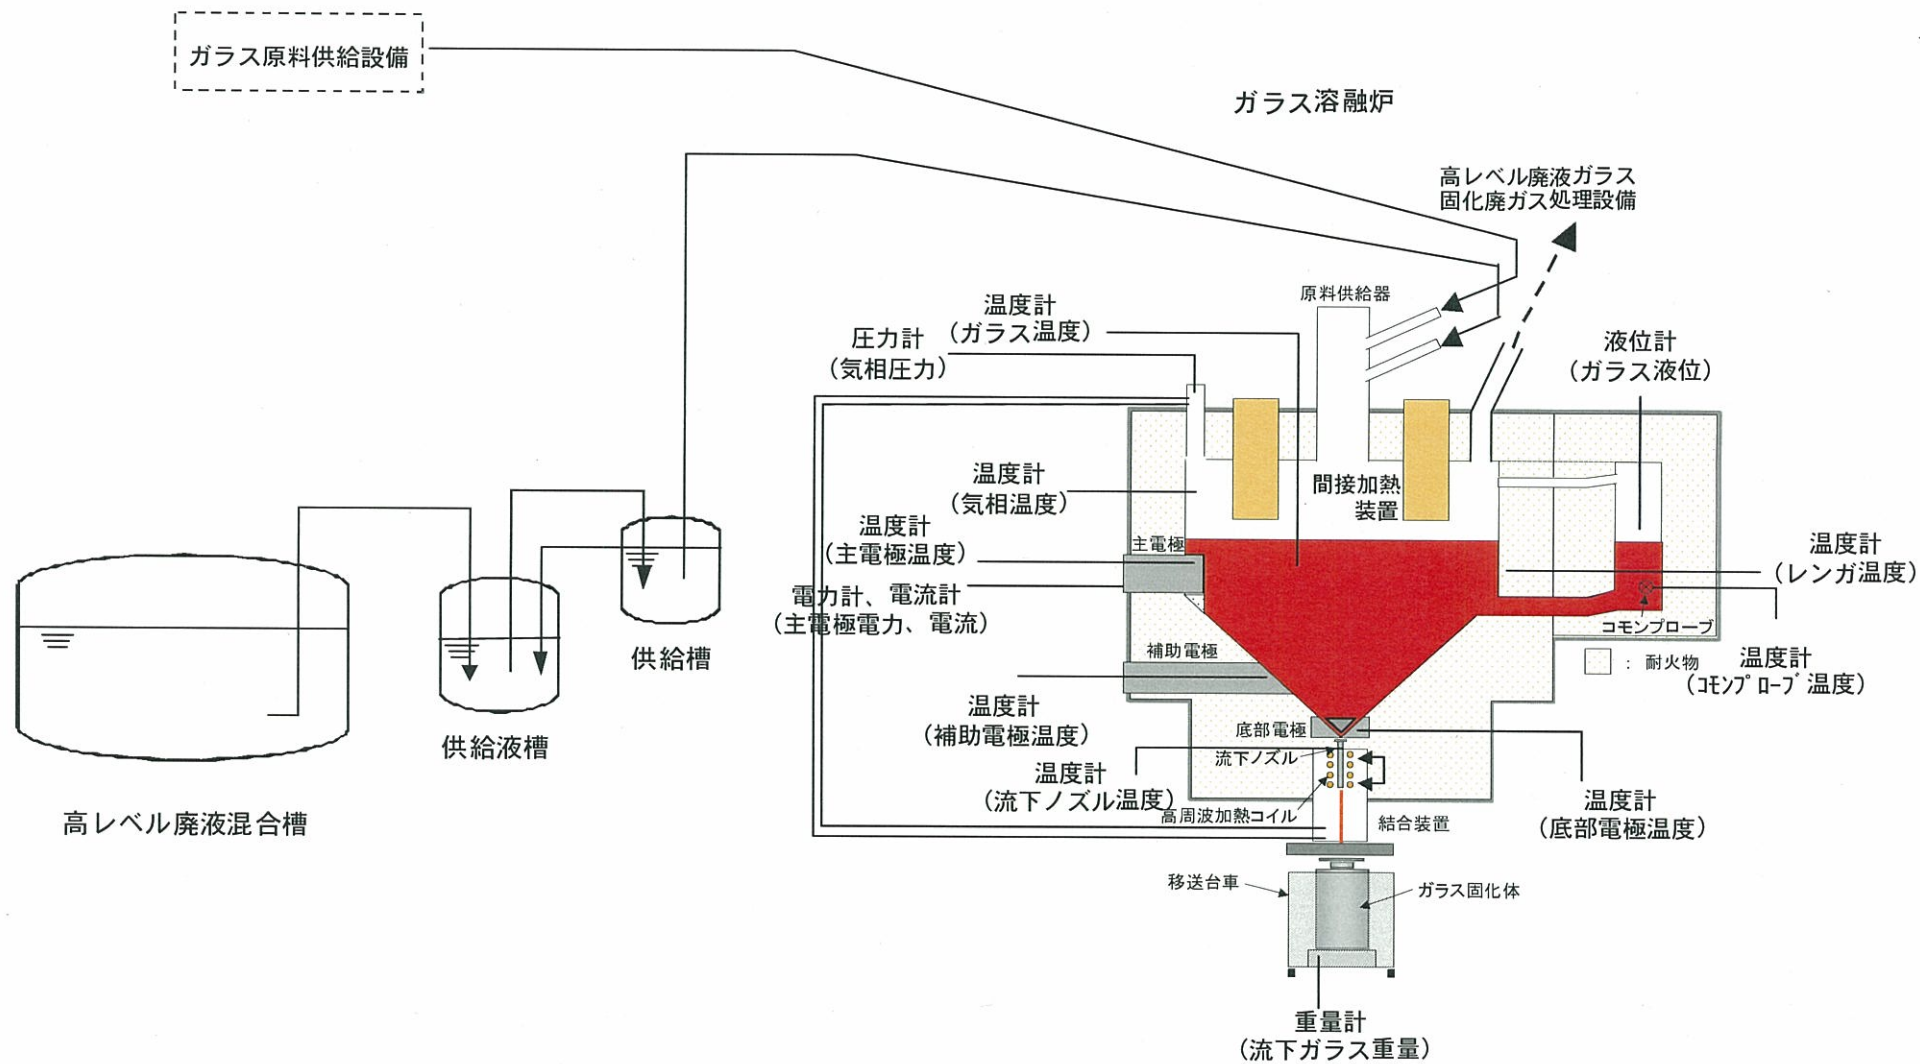 ガラス原料供給設備
ガラス溶融炉
高レベル廃液ガラス
固化廃ガス処理設備
原料供給器
温度計
(ガラス温度)
圧力計
(気相圧力)
液位計
(ガラス液位)
温度計
(気相温度)
間接加熱
装置
温度計
(主電極温度)
主電極
電力計、電流計
(主電極電力、電流)
温度計
(レンガ温度)
コモンプローブ
補助電極
: 耐火物
温度計
(コモンプローブ温度)
供給槽
供給液槽
高レベル廃液混合槽
温度計
(補助電極温度)
底部電極
流下ノズル
温度計
(流下ノズル温度)
高周波加熱コイル
結合装置
温度計
(底部電極温度)
移送台車
ガラス固化体
重量計
(流下ガラス重量)